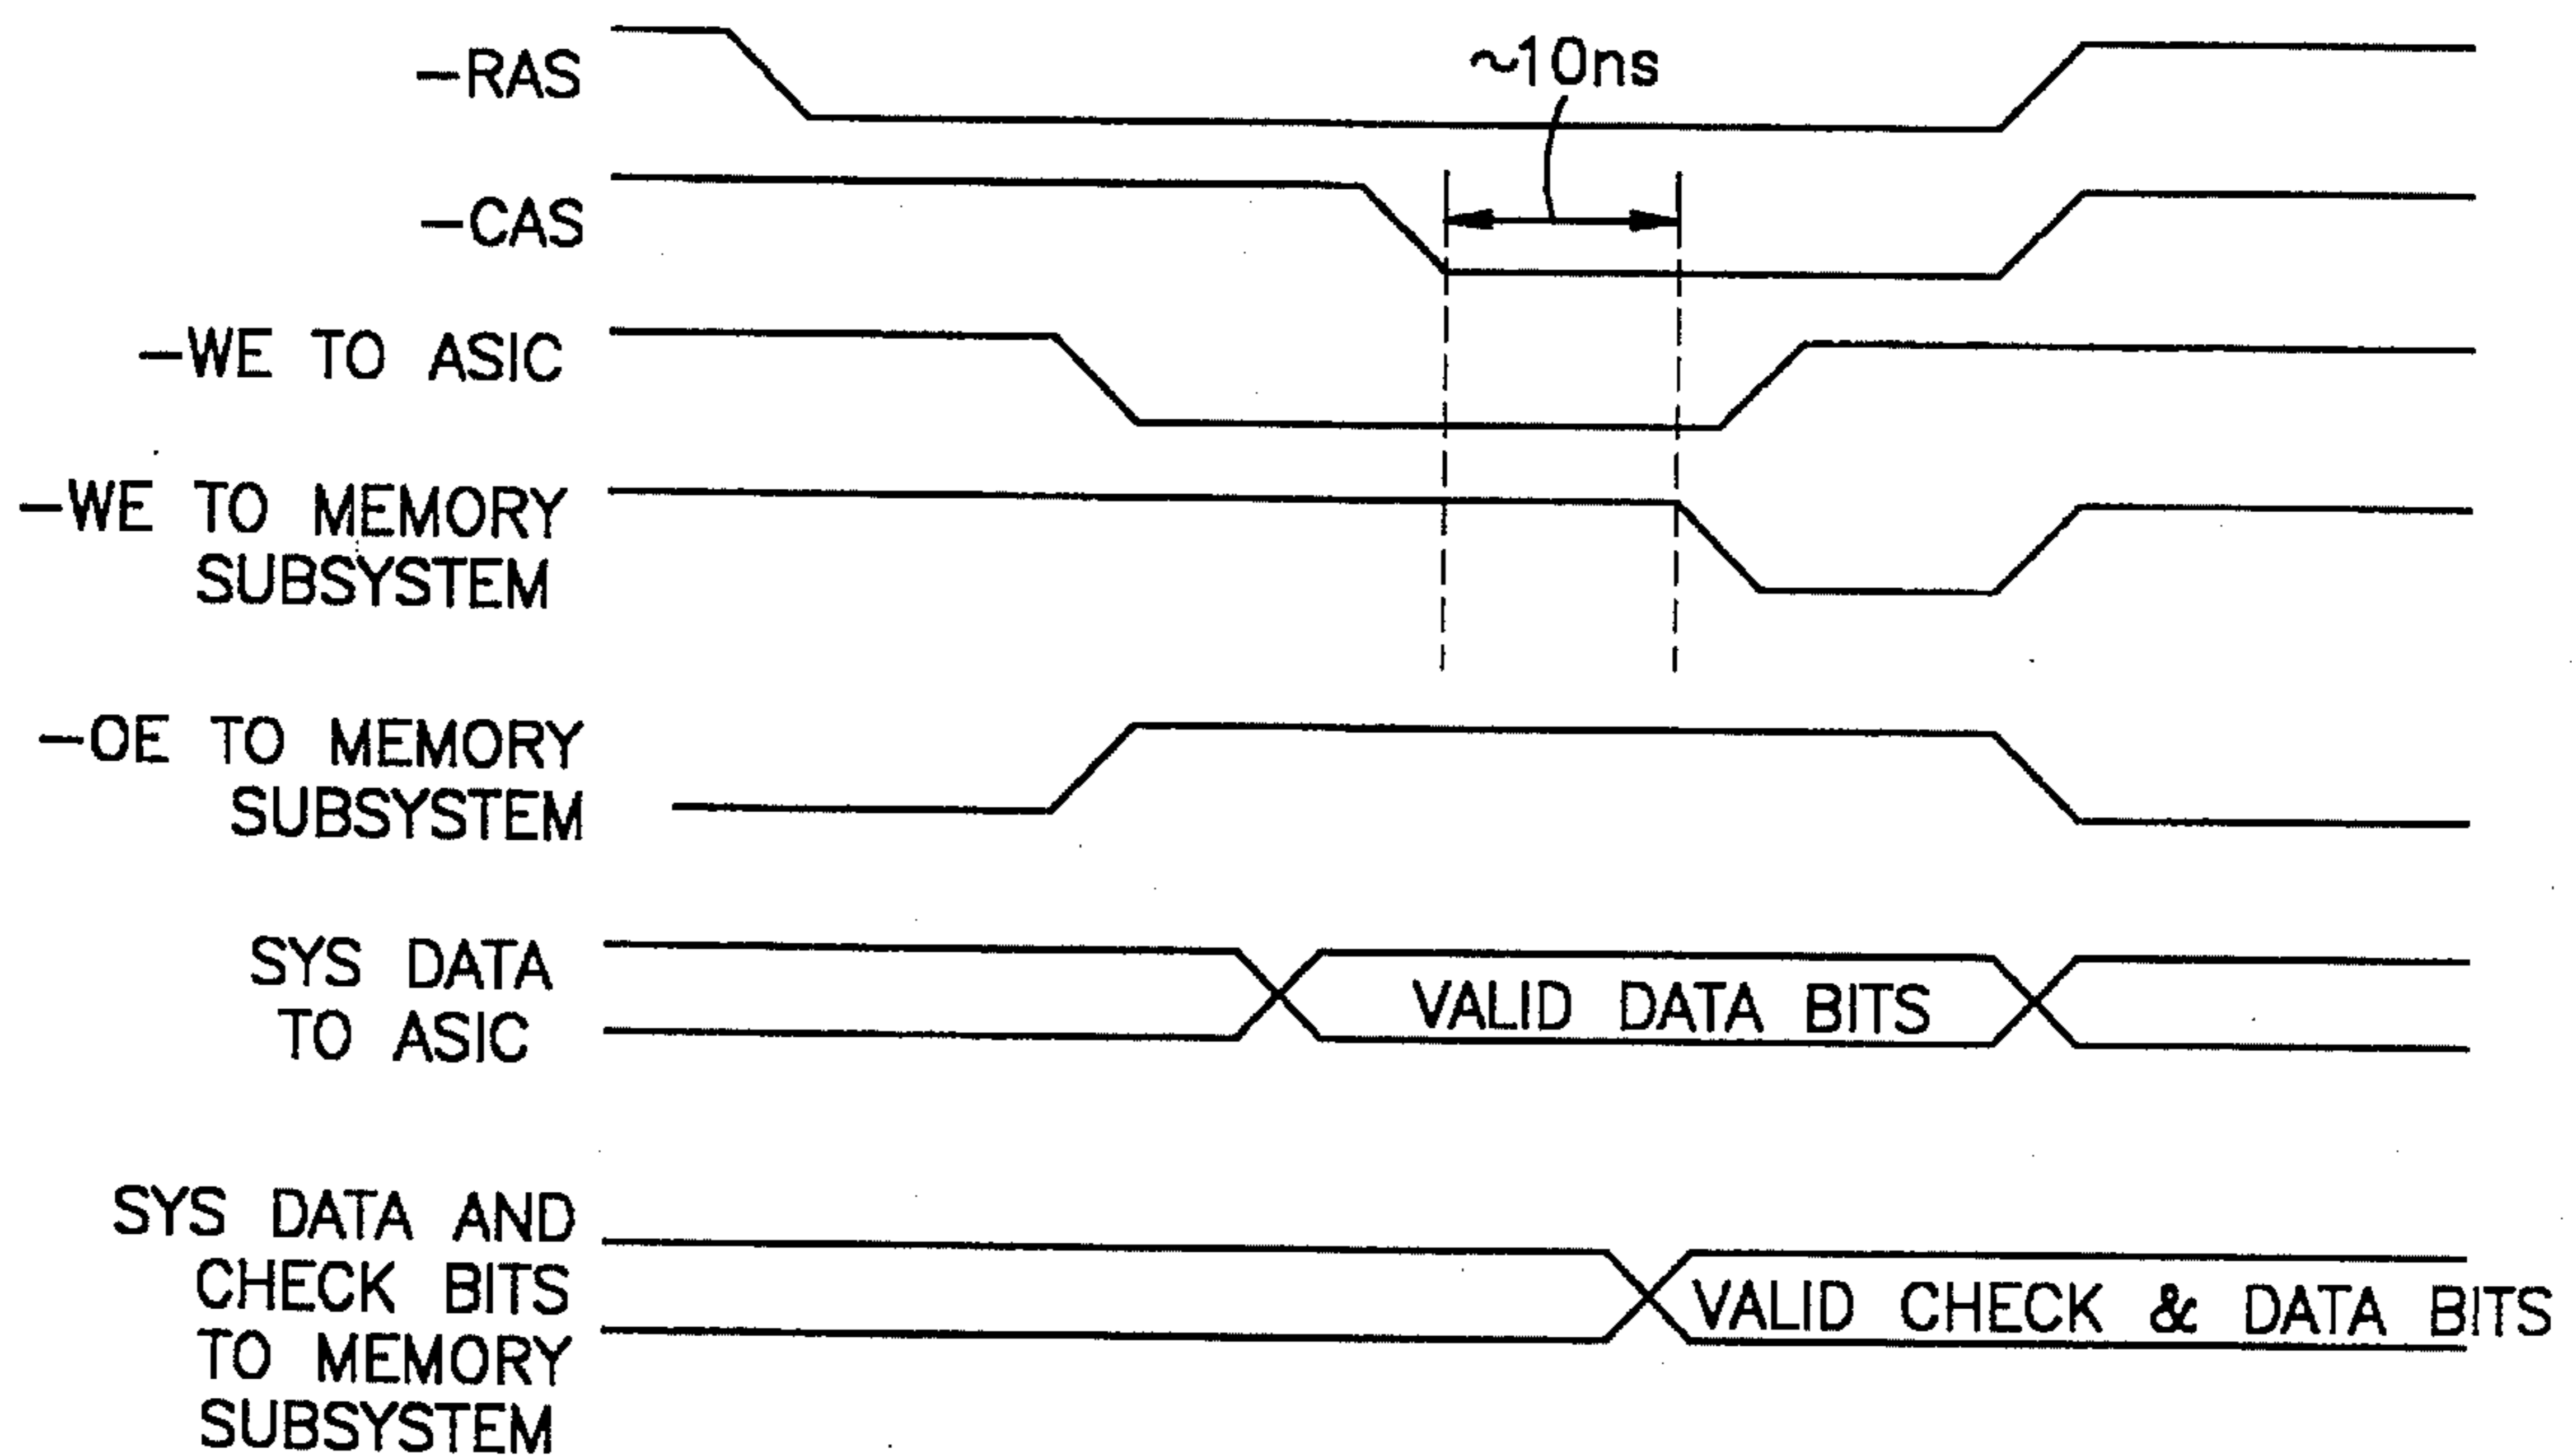 ~10ns
—RAS
—CAS
—WE TO ASIC
—WE TO MEMORY
SUBSYSTEM
—OE TO MEMORY
SUBSYSTEM
SYS DATA
TO ASIC
VALID DATA BITS
SYS DATA AND
CHECK BITS
TO MEMORY
SUBSYSTEM
VALID CHECK & DATA BITS